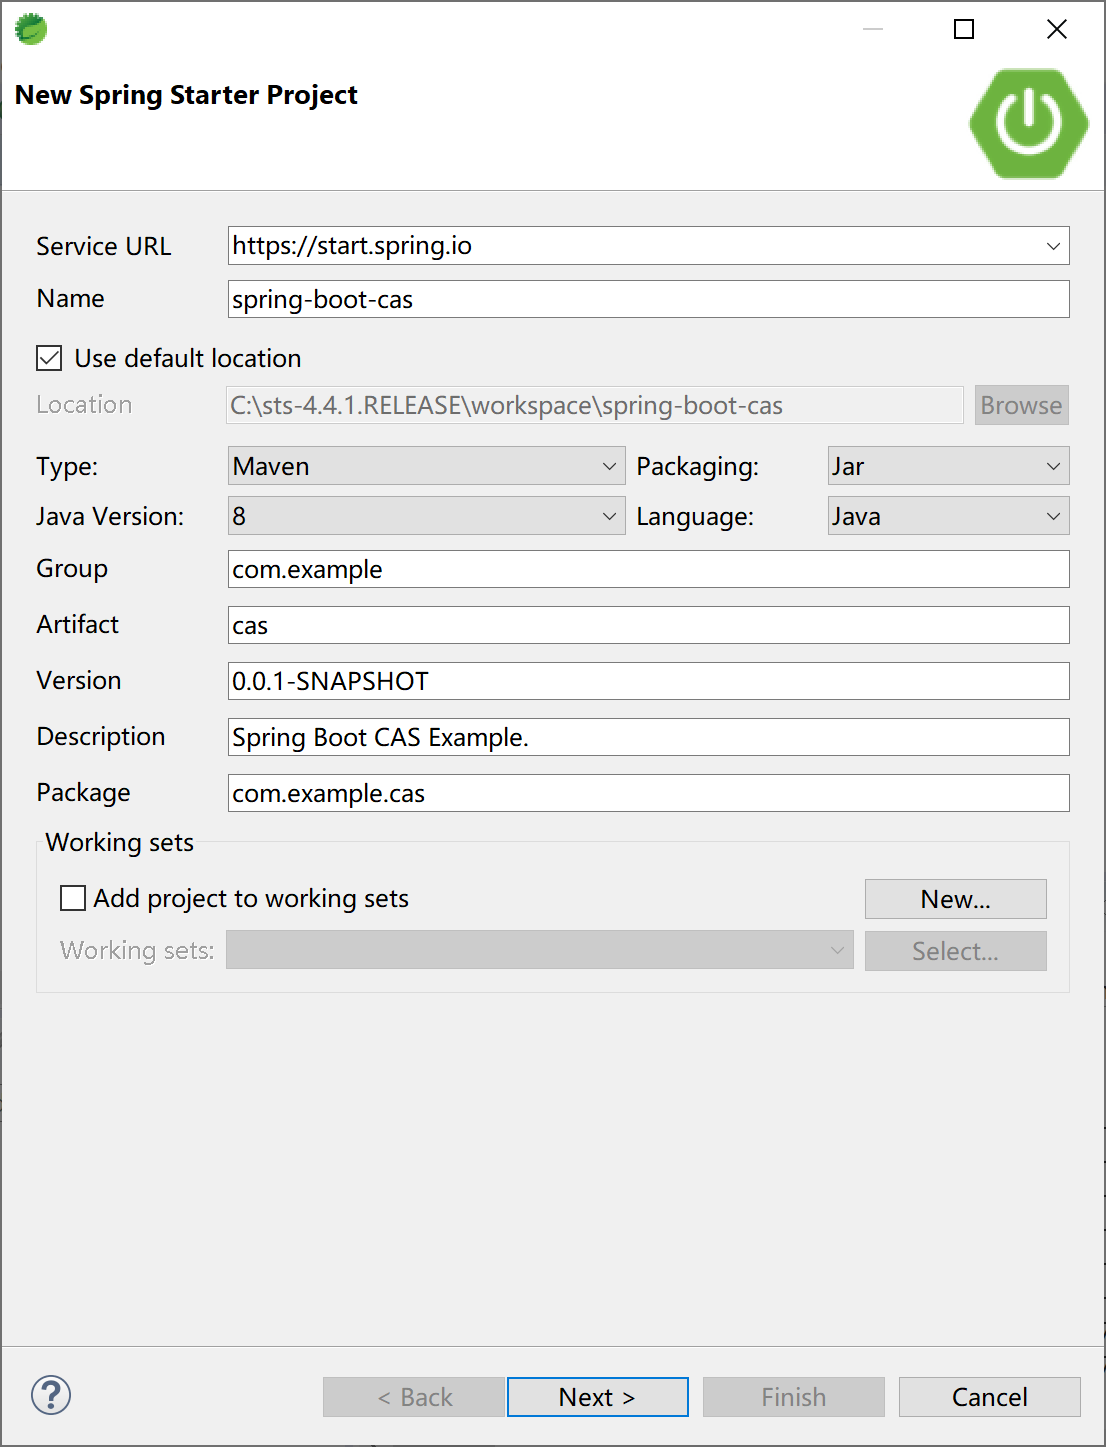 New Spring Starter Project
Service URL https://start.spring.io
Name spring-boot-cas
Use default location
Location C:\sts-4.4.1.RELEASE\workspace\spring-boot-cas Browse
Type: Maven Packaging: Jar
Java Version: 8 Language: Java
Group com.example
Artifact cas
Version 0.0.1-SNAPSHOT
Description Spring Boot CAS Example.
Package com.example.cas
Working sets
Add project to working sets New...
Working sets: Select...
< Back Next > Finish Cancel